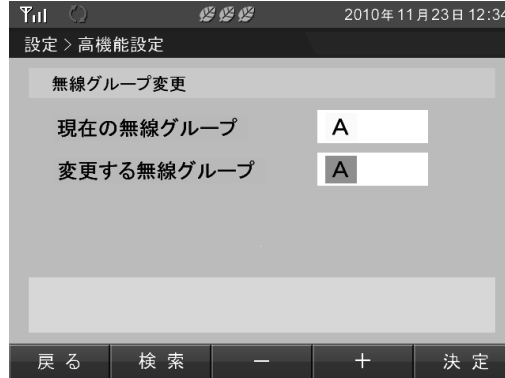 2010年11月23日 12:34
設定 > 高機能設定
無線グループ変更
現在の無線グループ A
変更する無線グループ A
戻る 検索 － ＋ 決定